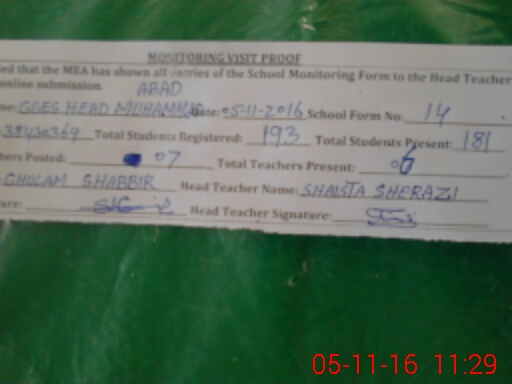 MONITORING VISIT PROOF
ed that the MEA has shown all entries of the School Monitoring Form to the Head Teacher
online submission. ABAD
me: GGES HEAD MUHAMMAD Date: 05-11-2016 School Form No: 14
38430369 Total Students Registered: 193 Total Students Present: 181
hers Posted: 07 Total Teachers Present: 06
GHOLAM SHABBIR Head Teacher Name: SHAISTA SHERAZI
ure: Head Teacher Signature:
05-11-16 11:29